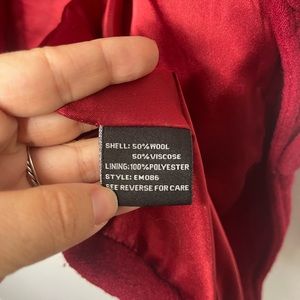 SHELL: 50%WOOL
50%VISCOSE
LINING: 100%POLYESTER
STYLE: EM086
SEE REVERSE FOR CARE